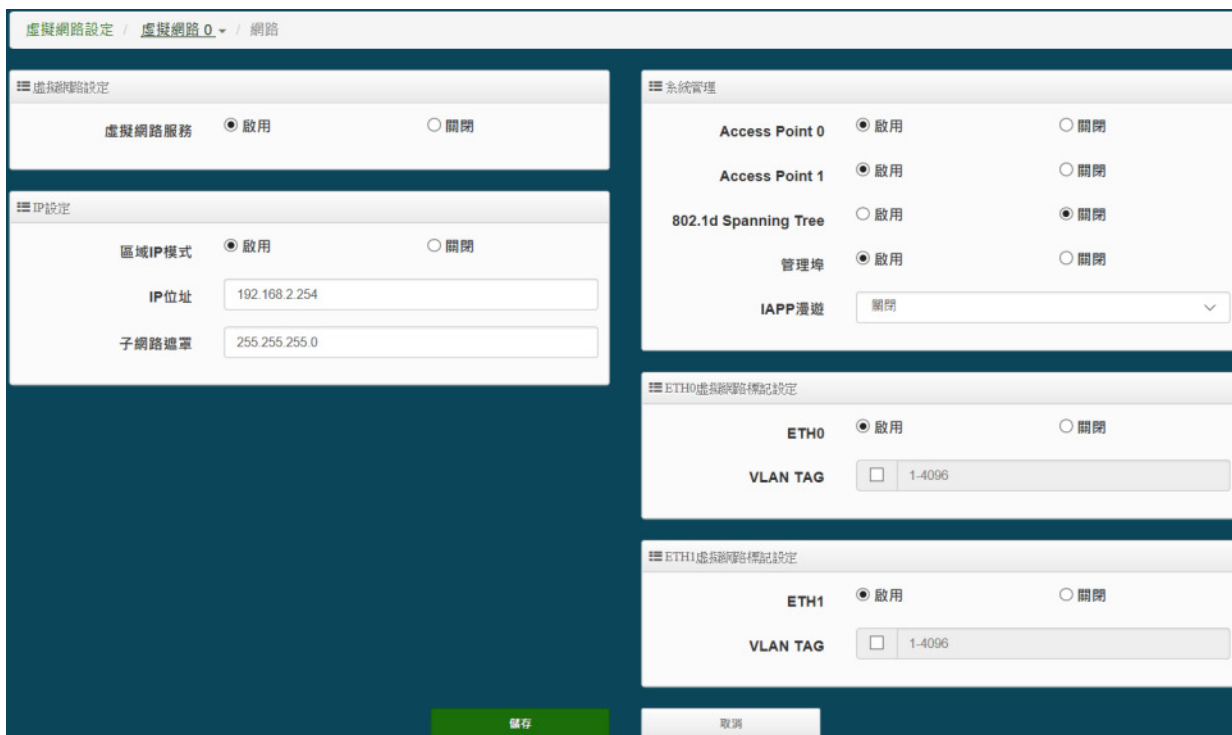 虛擬網路設定 / 虛擬網路 0 / 網路
虛擬網路設定
虛擬網路服務 啟用 關閉
IP設定
區域IP模式 啟用 關閉
IP位址 192.168.2.254
子網路遮罩 255.255.255.0
系統管理
Access Point 0 啟用 關閉
Access Point 1 啟用 關閉
802.1d Spanning Tree 啟用 關閉
管理埠 啟用 關閉
IAPP漫遊 關閉
ETH0虛擬網路標記設定
ETH0 啟用 關閉
VLAN TAG 1-4096
ETH1虛擬網路標記設定
ETH1 啟用 關閉
VLAN TAG 1-4096
儲存 取消